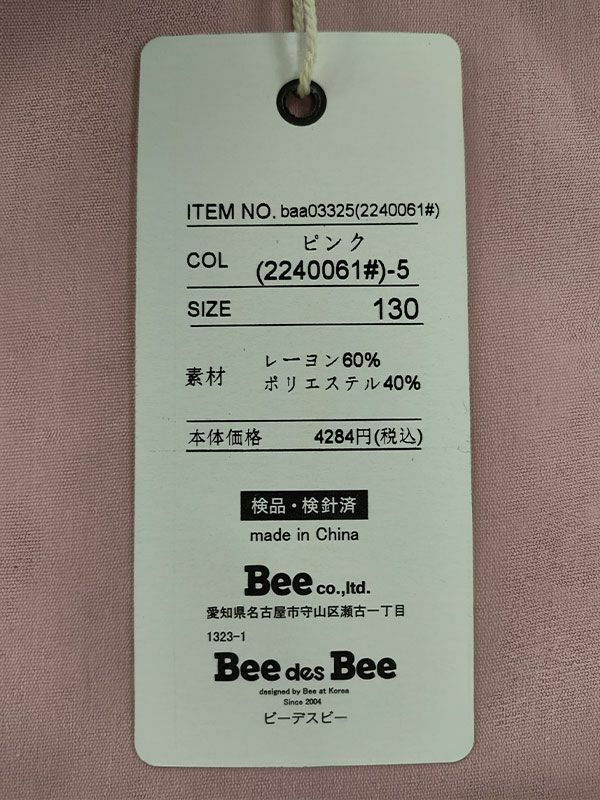 ITEM NO. baa03325(2240061#)
COL ピンク
(2240061#)-5
SIZE 130
素材 レーヨン60%
ポリエステル40%
本体価格 4284円(税込)
検品・検針済
made in China
Bee co.,ltd.
愛知県名古屋市守山区瀬古一丁目
1323-1
Bee des Bee
designed by Bee at Korea
Since 2004
ビーデスビー